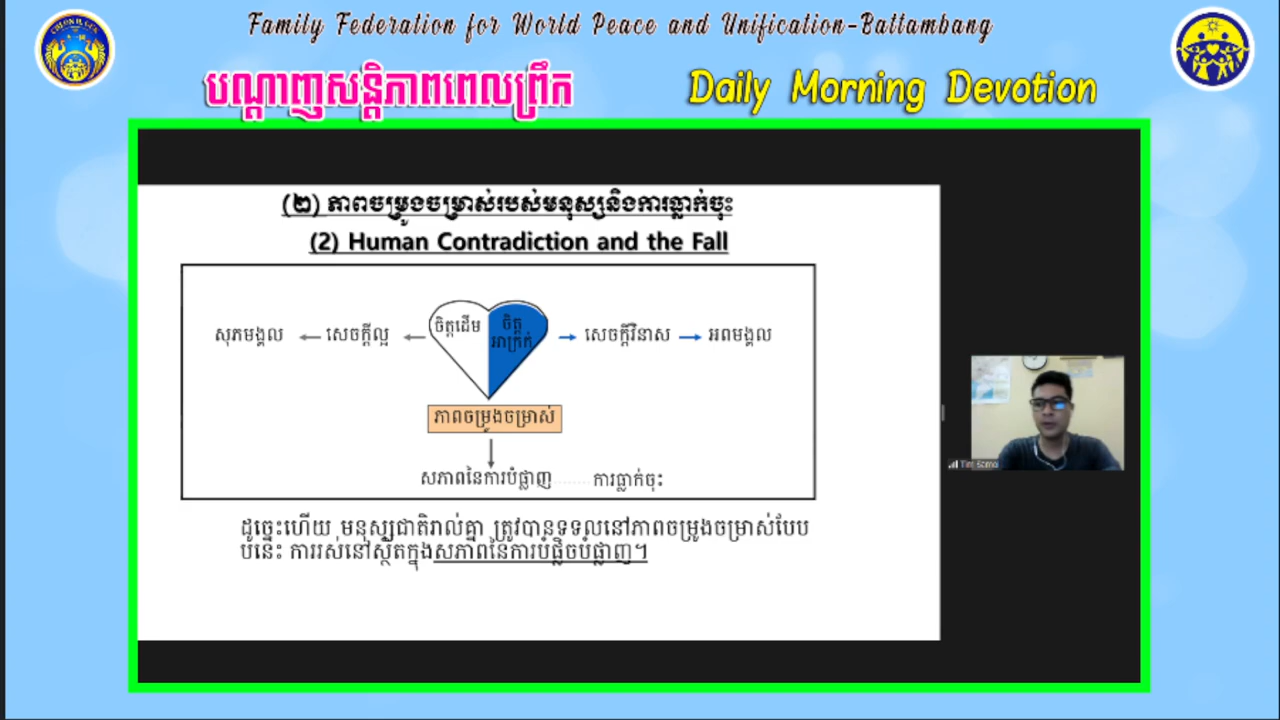 Family Federation for World Peace and Unification-Battambang
បណ្តាញសន្តិភាពពេលព្រឹក
Daily Morning Devotion
(២) ភាពចម្រូងចម្រាស់របស់មនុស្សនិងការធ្លាក់ចុះ
(2) Human Contradiction and the Fall
សុភមង្គល
សេចក្តីល្អ
ចិត្តដើម
ចិត្ត
អាក្រក់
សេចក្តីវិនាស
អពមង្គល
ភាពចម្រូងចម្រាស់
សភាពនៃការបំផ្លាញ
ការធ្លាក់ចុះ
ដូច្នេះហើយ មនុស្សជាតិរាល់គ្នា ត្រូវបានទទលនៅភាពចម្រូងចម្រាស់បែប
បនេះ ការរស់នៅស្ថិតក្នុងសភាពនៃការបំផ្លិចបំផ្លាញ។